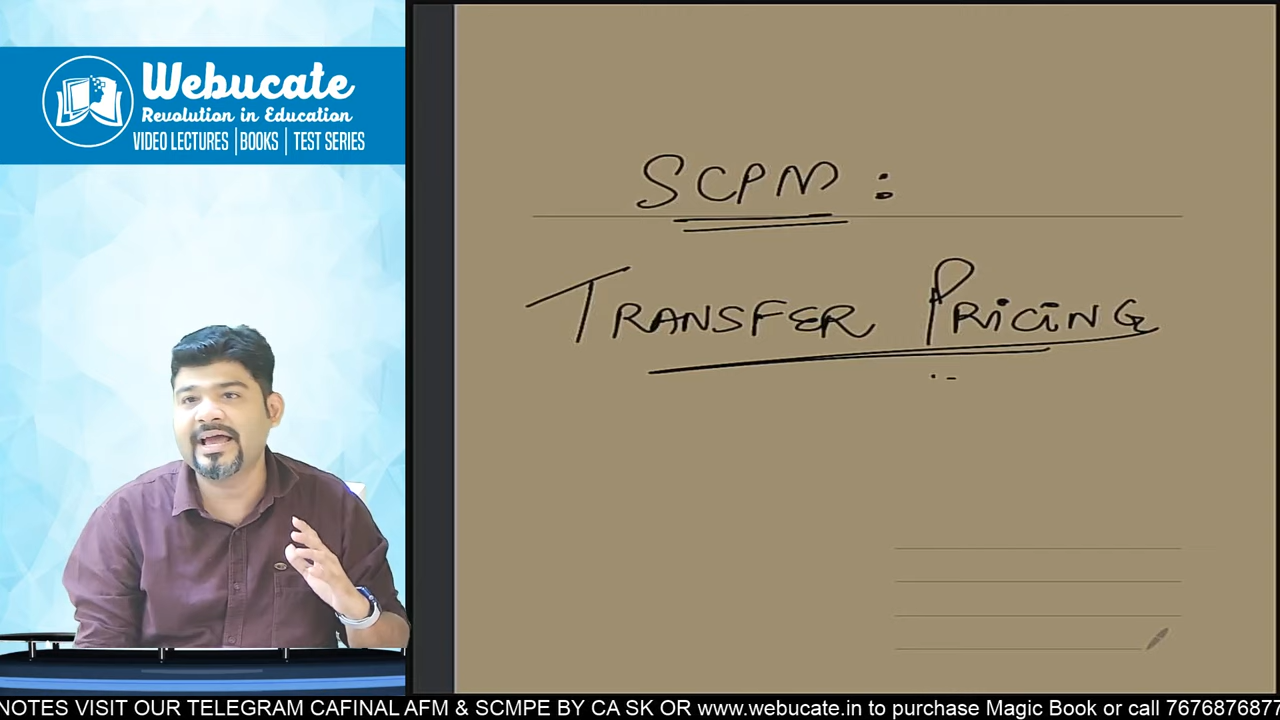 Webucate
Revolution in Education
VIDEO LECTURES | BOOKS | TEST SERIES
SCPM :
TRANSFER PRICING
NOTES VISIT OUR TELEGRAM CAFINAL AFM & SCMPE BY CA SK OR www.webucate.in to purchase Magic Book or call 7676876877